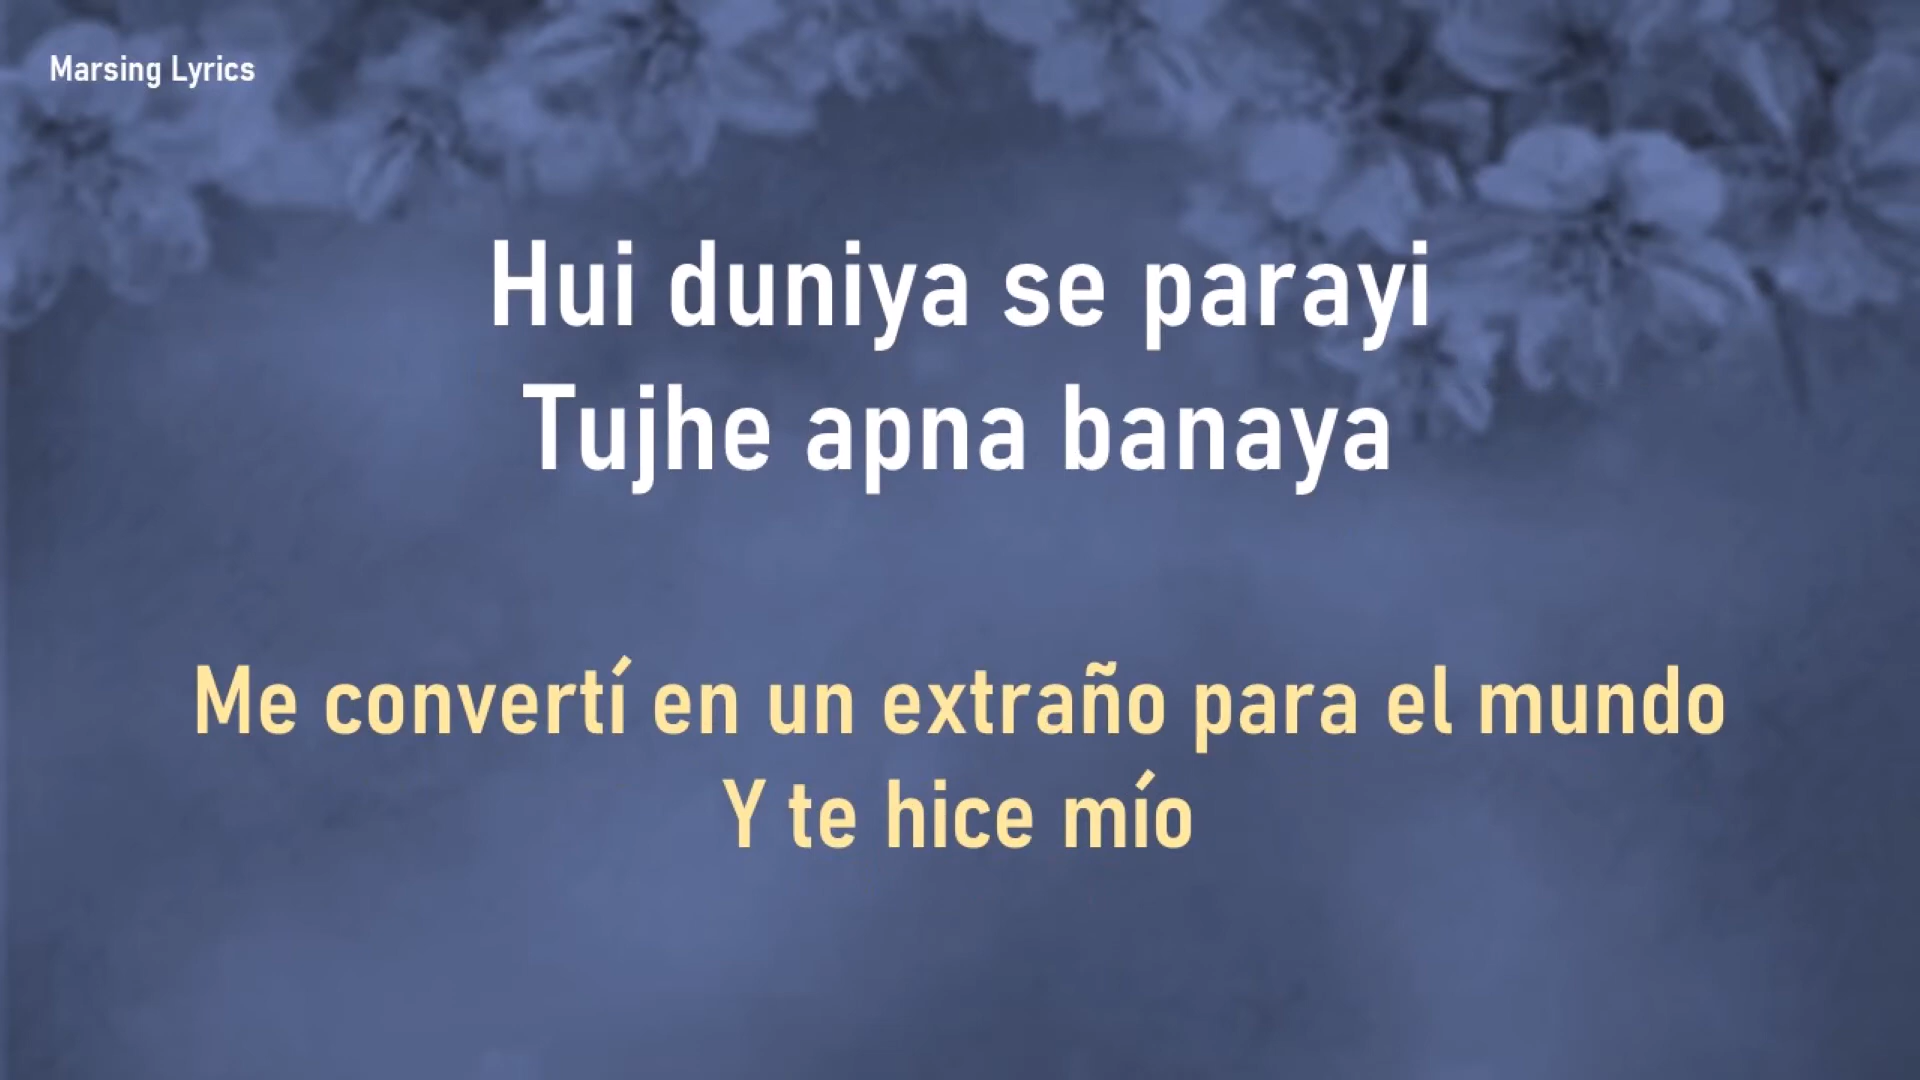 Marsing Lyrics
Hui duniya se parayi
Tujhe apna banaya
Me convertí en un extraño para el mundo
Y te hice mío